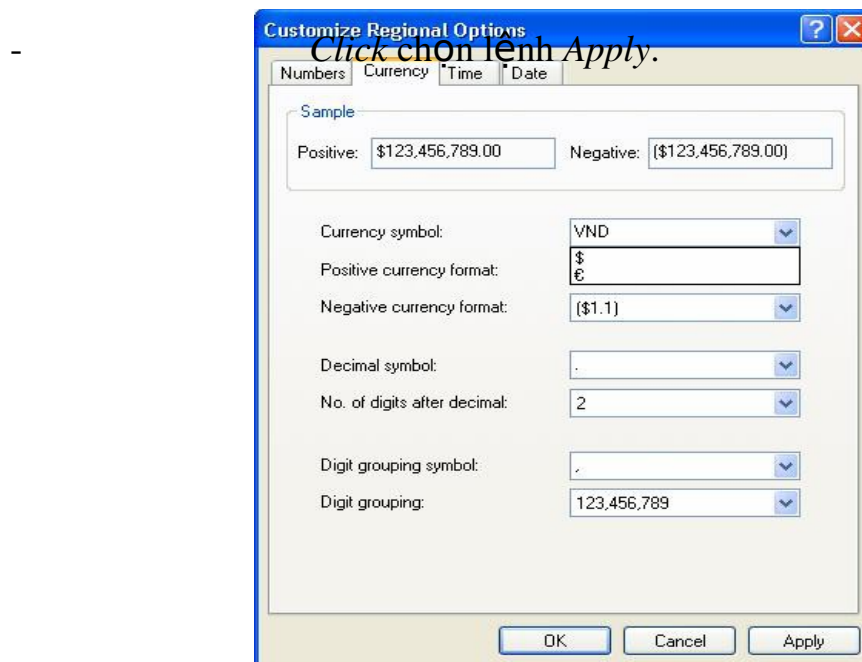 Customize Regional Options
- Click chọn lệnh Apply.
Numbers Currency Time Date
Sample
Positive: $123,456,789.00 Negative: ($123,456,789.00)
Currency symbol: VND
$
Positive currency format: €
Negative currency format: ($1.1)
Decimal symbol: .
No. of digits after decimal: 2
Digit grouping symbol: ,
Digit grouping: 123,456,789
OK Cancel Apply